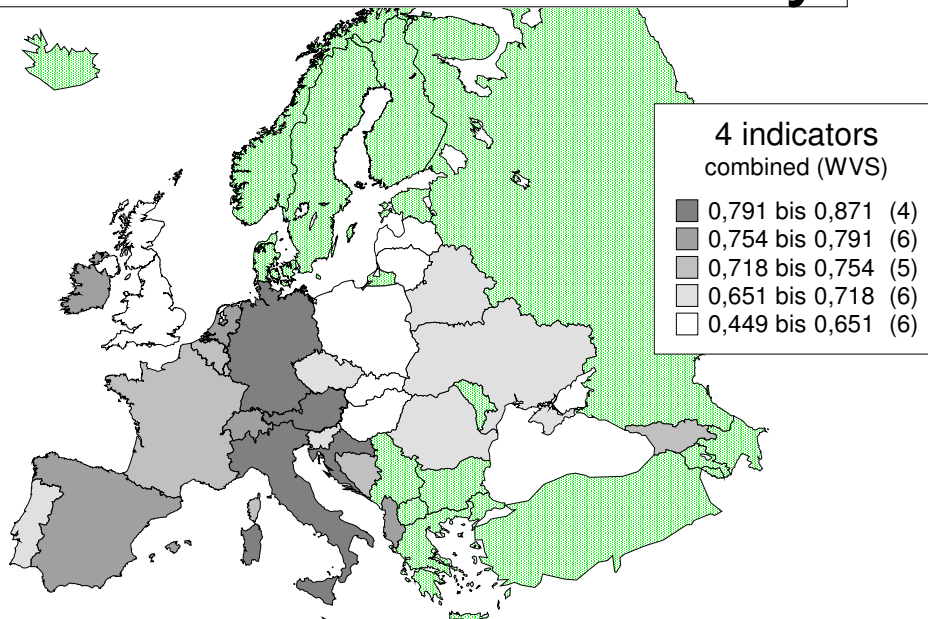 4 indicators
combined (WVS)
0,791 bis 0,871 (4)
0,754 bis 0,791 (6)
0,718 bis 0,754 (5)
0,651 bis 0,718 (6)
0,449 bis 0,651 (6)